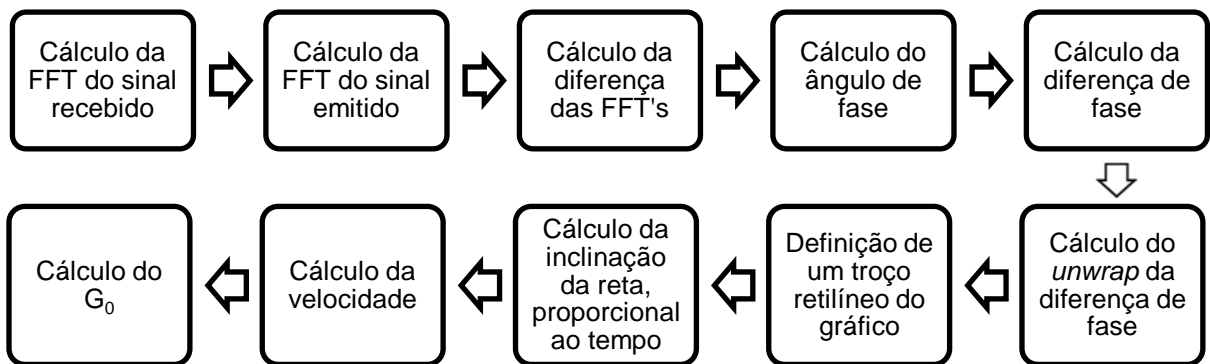 Cálculo da
FFT do sinal
recebido
Cálculo da
FFT do sinal
emitido
Cálculo da
diferença
das FFT's
Cálculo do
ângulo de
fase
Cálculo da
diferença de
fase
Cálculo do
unwrap da
diferença de
fase
Definição de
um troço
retilíneo do
gráfico
Cálculo da
inclinação
da reta,
proporcional
ao tempo
Cálculo da
velocidade
Cálculo do
G₀